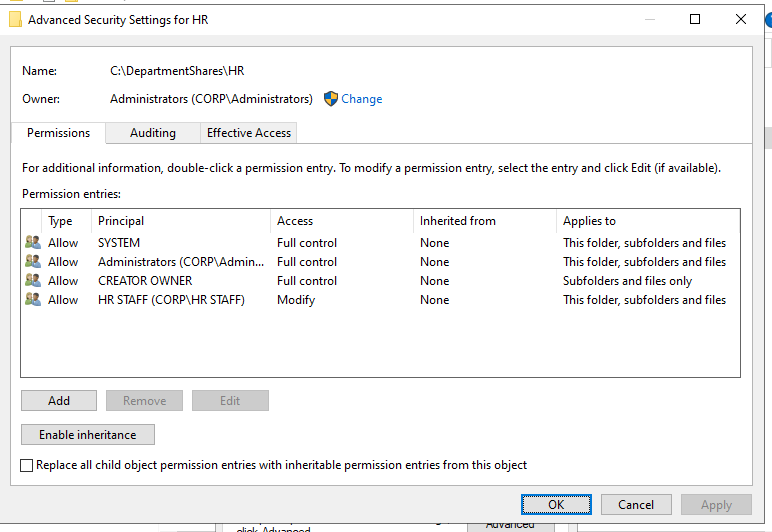 Advanced Security Settings for HR
Name: C:\DepartmentShares\HR
Owner: Administrators (CORP\Administrators) Change
Permissions Auditing Effective Access
For additional information, double-click a permission entry. To modify a permission entry, select the entry and click Edit (if available).
Permission entries:
Type Principal Access Inherited from Applies to
Allow SYSTEM Full control None This folder, subfolders and files
Allow Administrators (CORP\Admin... Full control None This folder, subfolders and files
Allow CREATOR OWNER Full control None Subfolders and files only
Allow HR STAFF (CORP\HR STAFF) Modify None This folder, subfolders and files
Add Remove Edit
Enable inheritance
Replace all child object permission entries with inheritable permission entries from this object
OK Cancel Apply
click Advanced. Advanced